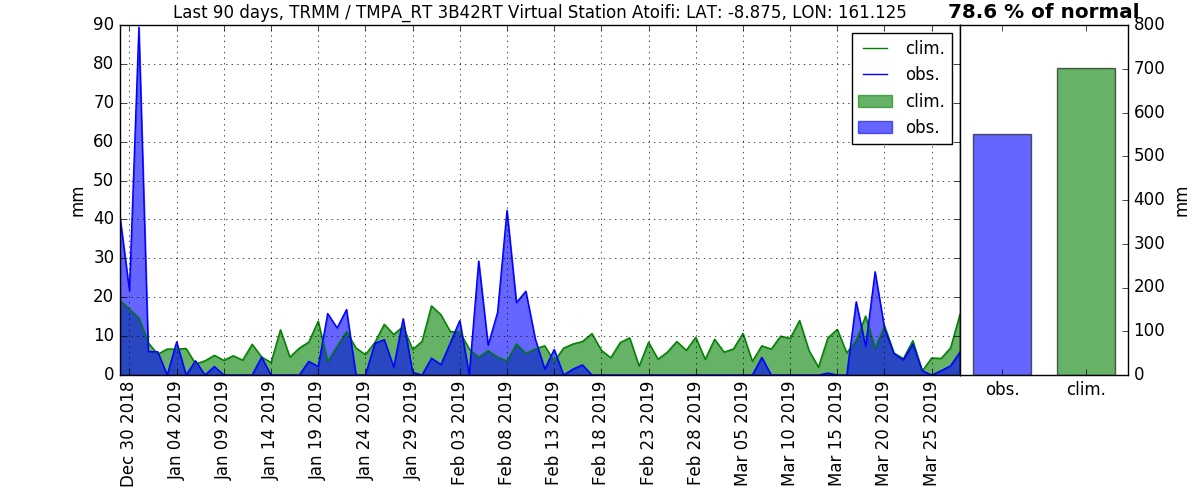 Last 90 days, TRMM / TMPA_RT 3B42RT Virtual Station Atoifi: LAT: -8.875, LON: 161.125
78.6 % of normal
90
80
70
60
50
40
30
20
10
0
mm
clim.
obs.
clim.
obs.
800
700
600
500
400
300
200
100
0
mm
obs.
clim.
Dec 30 2018
Jan 04 2019
Jan 09 2019
Jan 14 2019
Jan 19 2019
Jan 24 2019
Jan 29 2019
Feb 03 2019
Feb 08 2019
Feb 13 2019
Feb 18 2019
Feb 23 2019
Feb 28 2019
Mar 05 2019
Mar 10 2019
Mar 15 2019
Mar 20 2019
Mar 25 2019